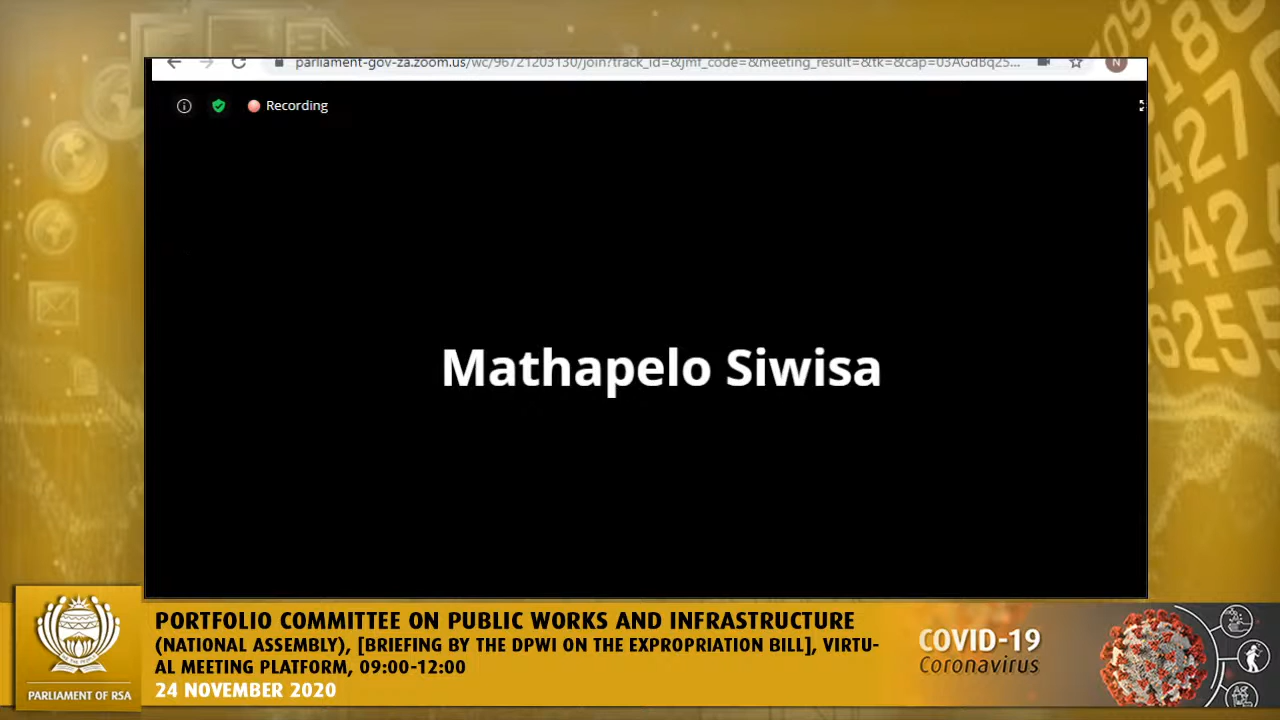 parliament-gov-za.zoom.us/wc/96721203130/join?track_id=&jmf_code=&meeting_result=&tk=&cap=03AGdBq25...
N
Recording
Mathapelo Siwisa
PORTFOLIO COMMITTEE ON PUBLIC WORKS AND INFRASTRUCTURE
(NATIONAL ASSEMBLY), [BRIEFING BY THE DPWI ON THE EXPROPRIATION BILL], VIRTU-
AL MEETING PLATFORM, 09:00-12:00
24 NOVEMBER 2020
PARLIAMENT OF RSA
COVID-19
Coronavirus